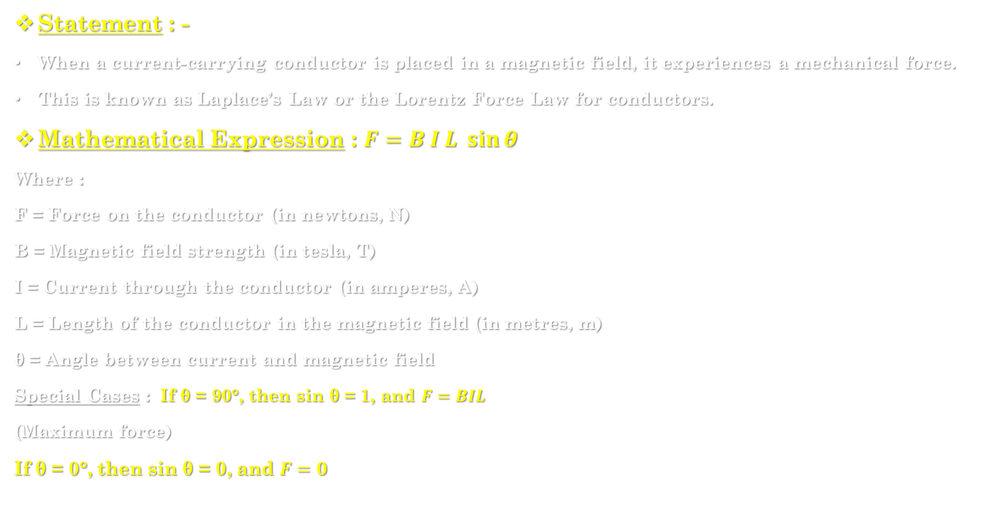 ❖ Statement : -
• When a current-carrying conductor is placed in a magnetic field, it experiences a mechanical force.
• This is known as Laplace’s Law or the Lorentz Force Law for conductors.
❖ Mathematical Expression : F = B I L sin θ
Where :
F = Force on the conductor (in newtons, N)
B = Magnetic field strength (in tesla, T)
I = Current through the conductor (in amperes, A)
L = Length of the conductor in the magnetic field (in metres, m)
θ = Angle between current and magnetic field
Special Cases : If θ = 90°, then sin θ = 1, and F = BIL
(Maximum force)
If θ = 0°, then sin θ = 0, and F = 0